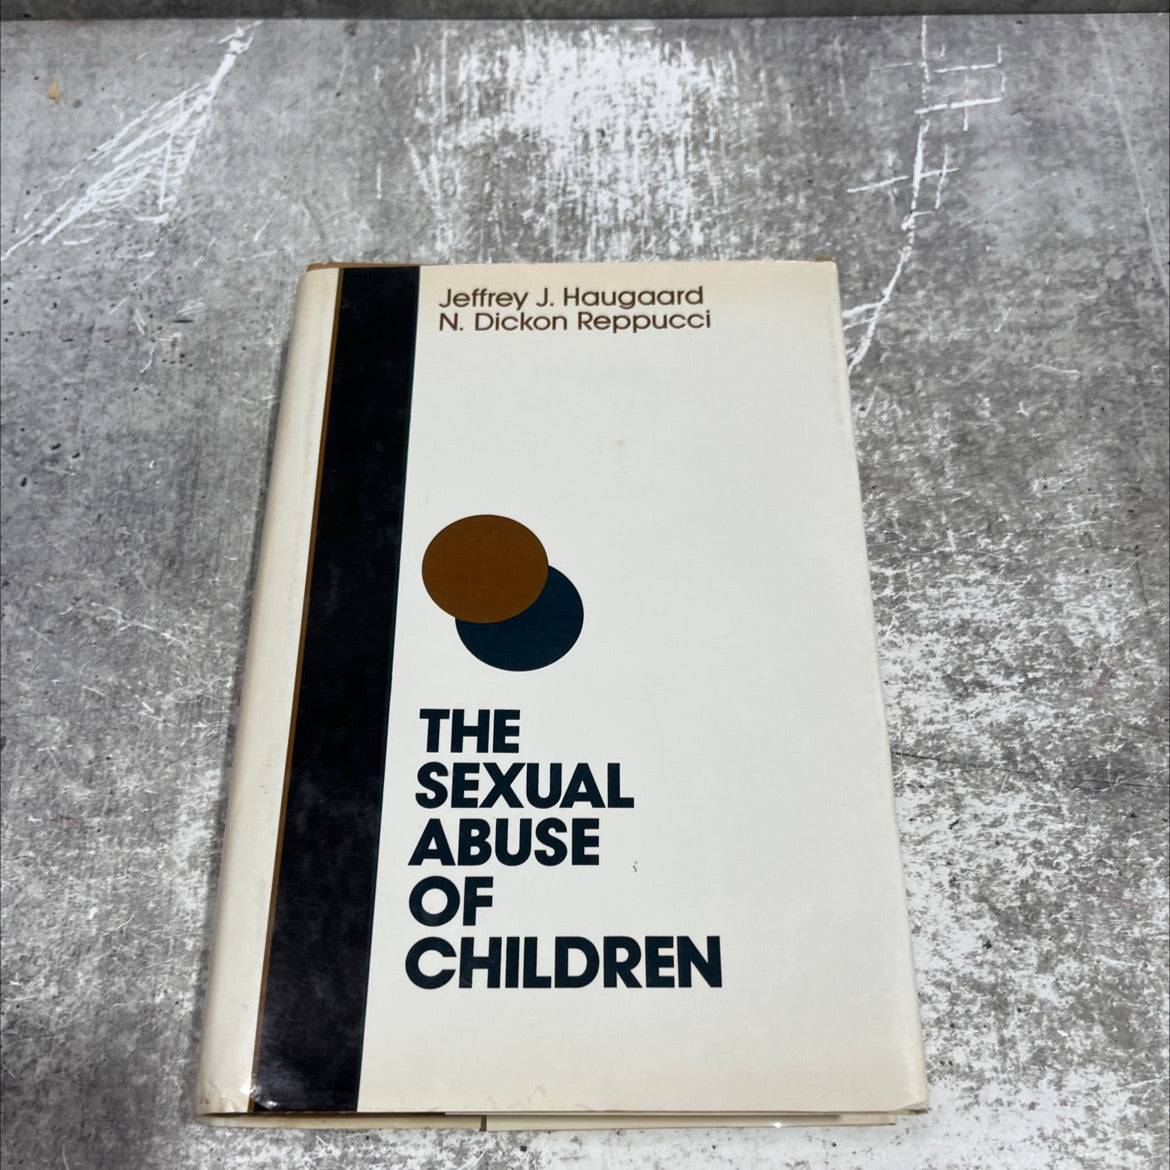 Jeffrey J. Haugaard
N. Dickon Reppucci
THE
SEXUAL
ABUSE
OF
CHILDREN